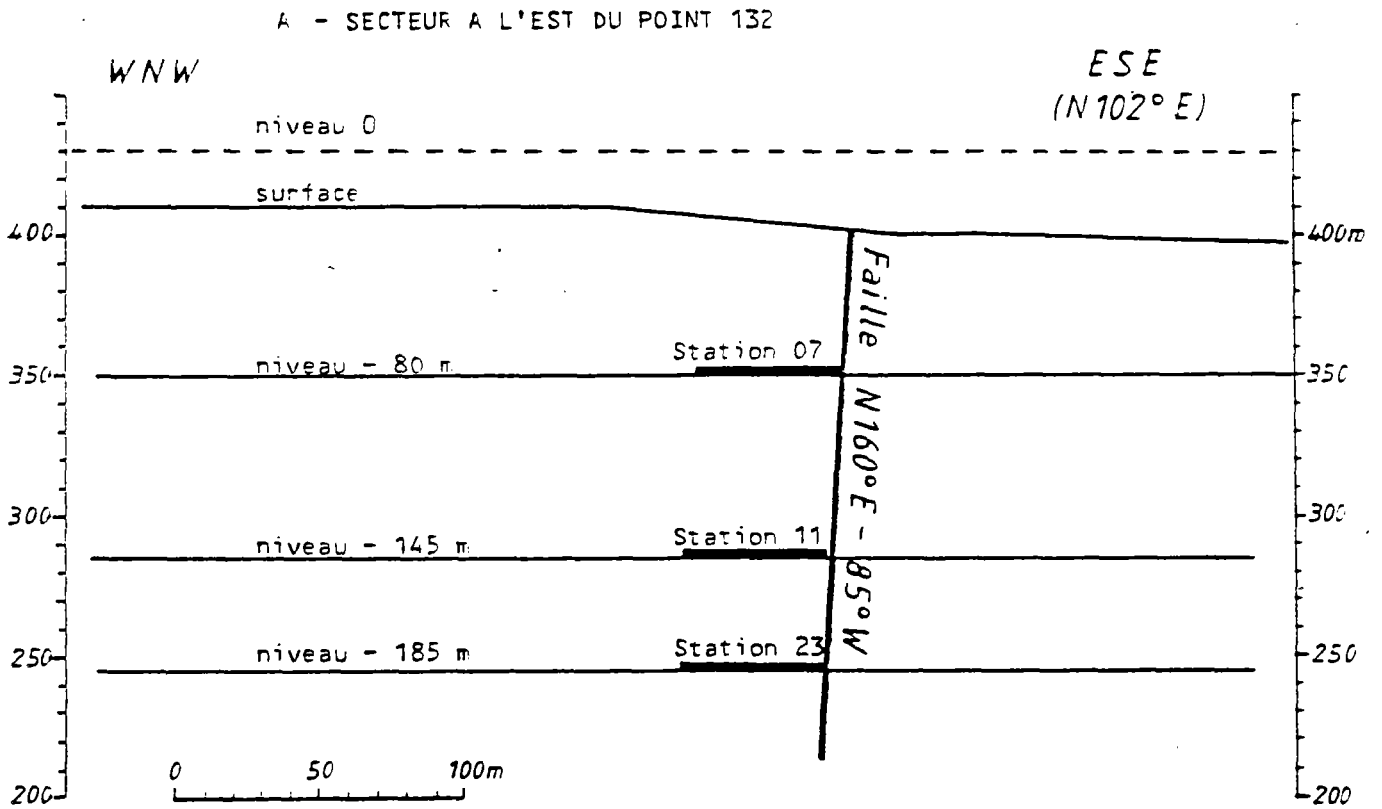 A - SECTEUR A L'EST DU POINT 132
WNW
ESE
(N 102° E)
niveau 0
surface
400
400m
Faille N160°E - 85°W
Station 07
niveau - 80 m
350
350
300
300
Station 11
niveau - 145 m
Station 23
niveau - 185 m
250
250
0 50 100m
200
200